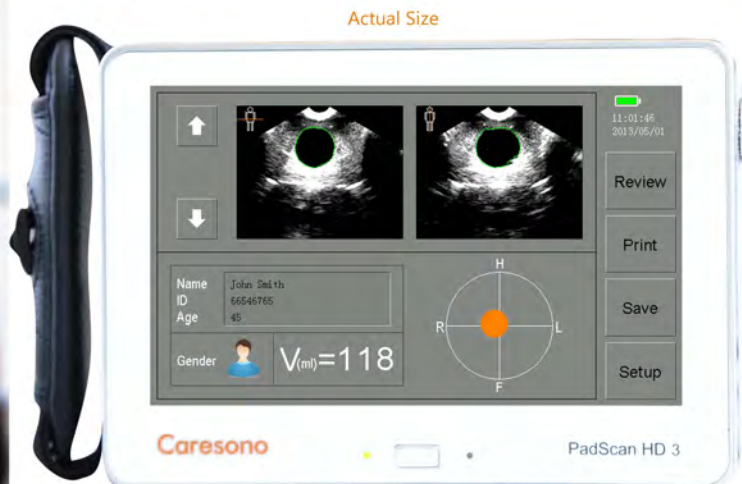 Actual Size
11:01:46
2013/05/01
Review
Print
Save
Setup
Name John Smith
ID 66546765
Age 45
Gender
V(ml)=118
H
R L
F
Caresono
PadScan HD 3